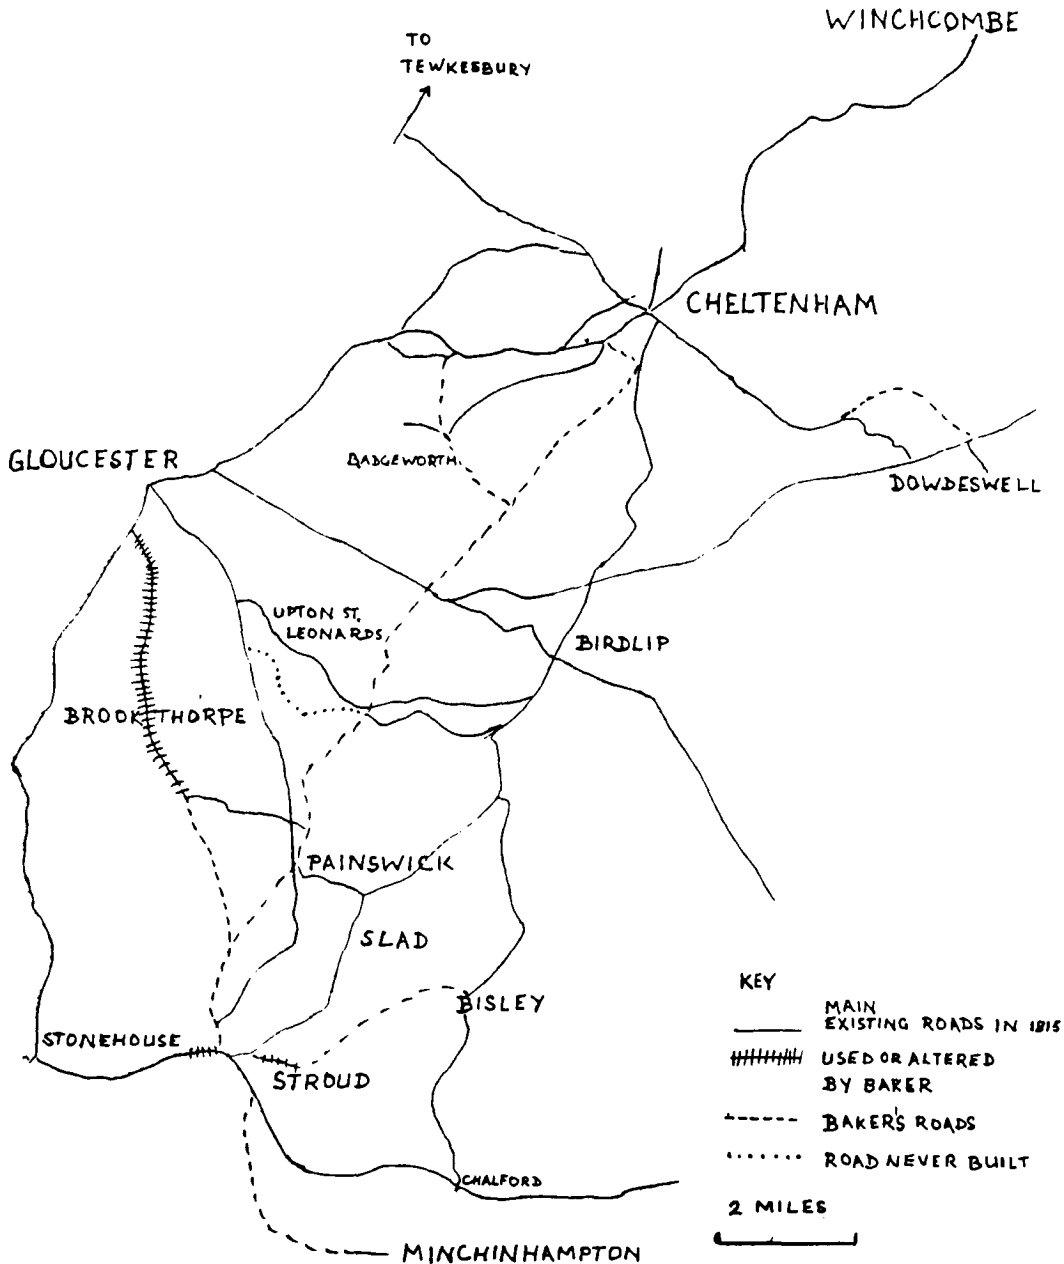 WINCHCOMBE
TO
TEWKESBURY
CHELTENHAM
GLOUCESTER
BADGEWORTH
DOWDESWELL
UPTON ST.
LEONARDS
BIRDLIP
BROOKTHORPE
PAINSWICK
SLAD
BISLEY
STONEHOUSE
STROUD
CHALFORD
MINCHINHAMPTON
KEY
MAIN
EXISTING ROADS IN 1815
USED OR ALTERED
BY BAKER
BAKER'S ROADS
ROAD NEVER BUILT
2 MILES